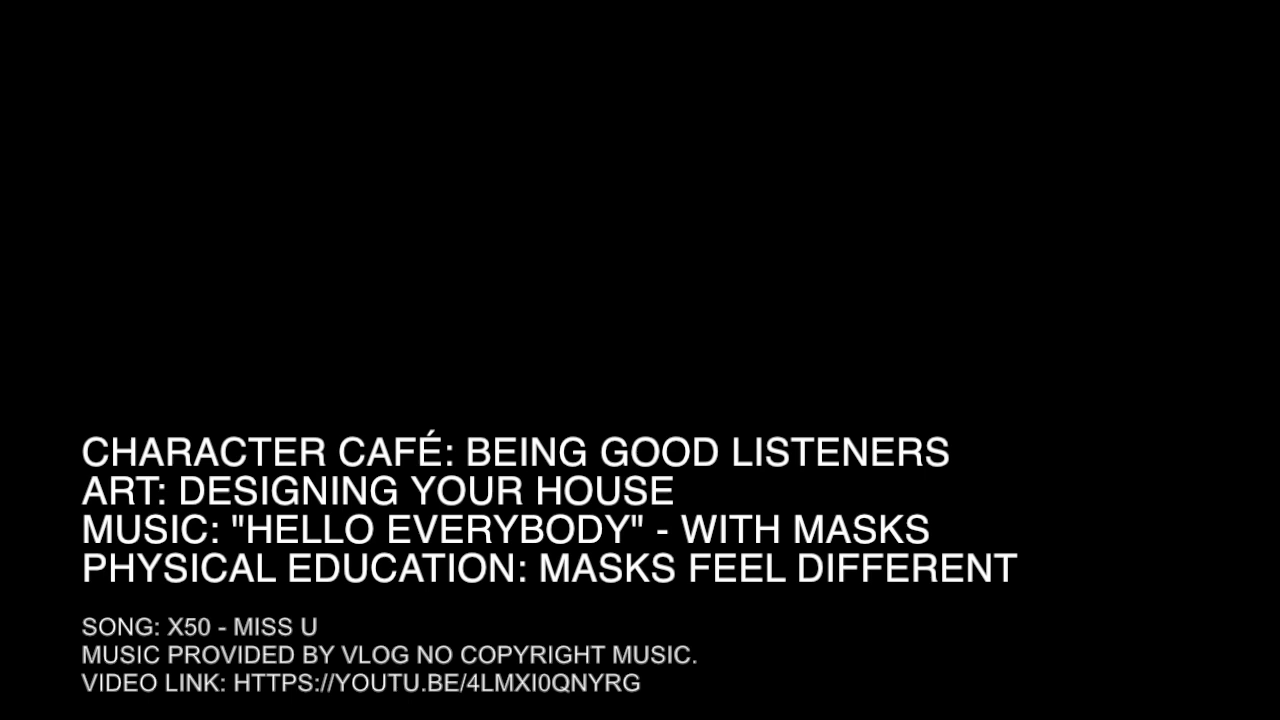 CHARACTER CAFÉ: BEING GOOD LISTENERS
ART: DESIGNING YOUR HOUSE
MUSIC: "HELLO EVERYBODY" - WITH MASKS
PHYSICAL EDUCATION: MASKS FEEL DIFFERENT
SONG: X50 - MISS U
MUSIC PROVIDED BY VLOG NO COPYRIGHT MUSIC.
VIDEO LINK: HTTPS://YOUTU.BE/4LMXI0QNYRG